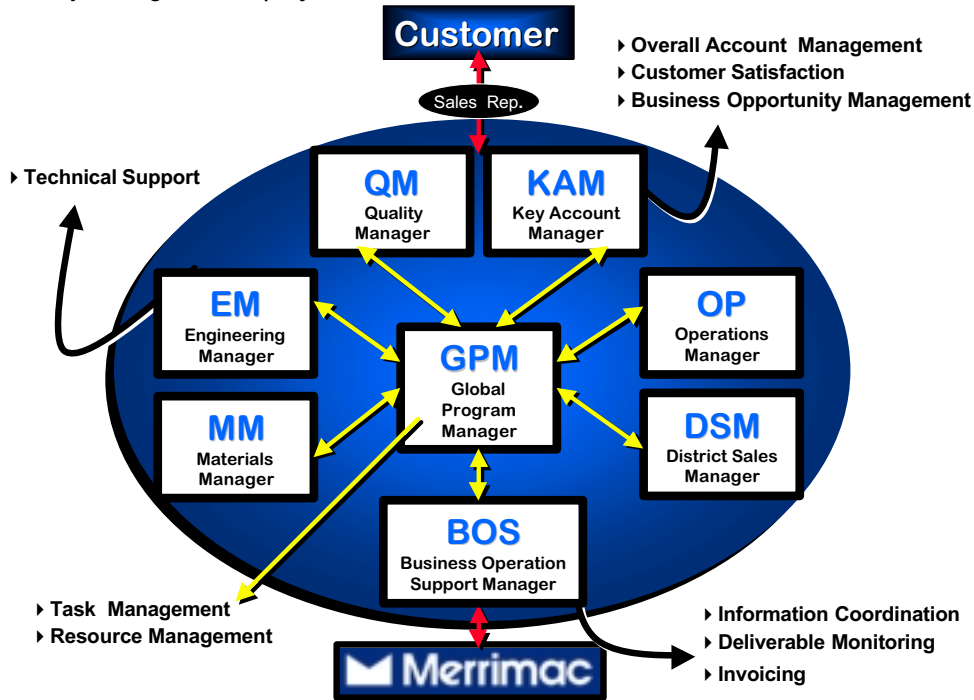 Customer
Sales Rep.
Overall Account Management
Customer Satisfaction
Business Opportunity Management
Technical Support
QM
Quality
Manager
KAM
Key Account
Manager
EM
Engineering
Manager
OP
Operations
Manager
GPM
Global
Program
Manager
MM
Materials
Manager
DSM
District Sales
Manager
BOS
Business Operation
Support Manager
Task Management
Resource Management
Information Coordination
Deliverable Monitoring
Invoicing
Merrimac